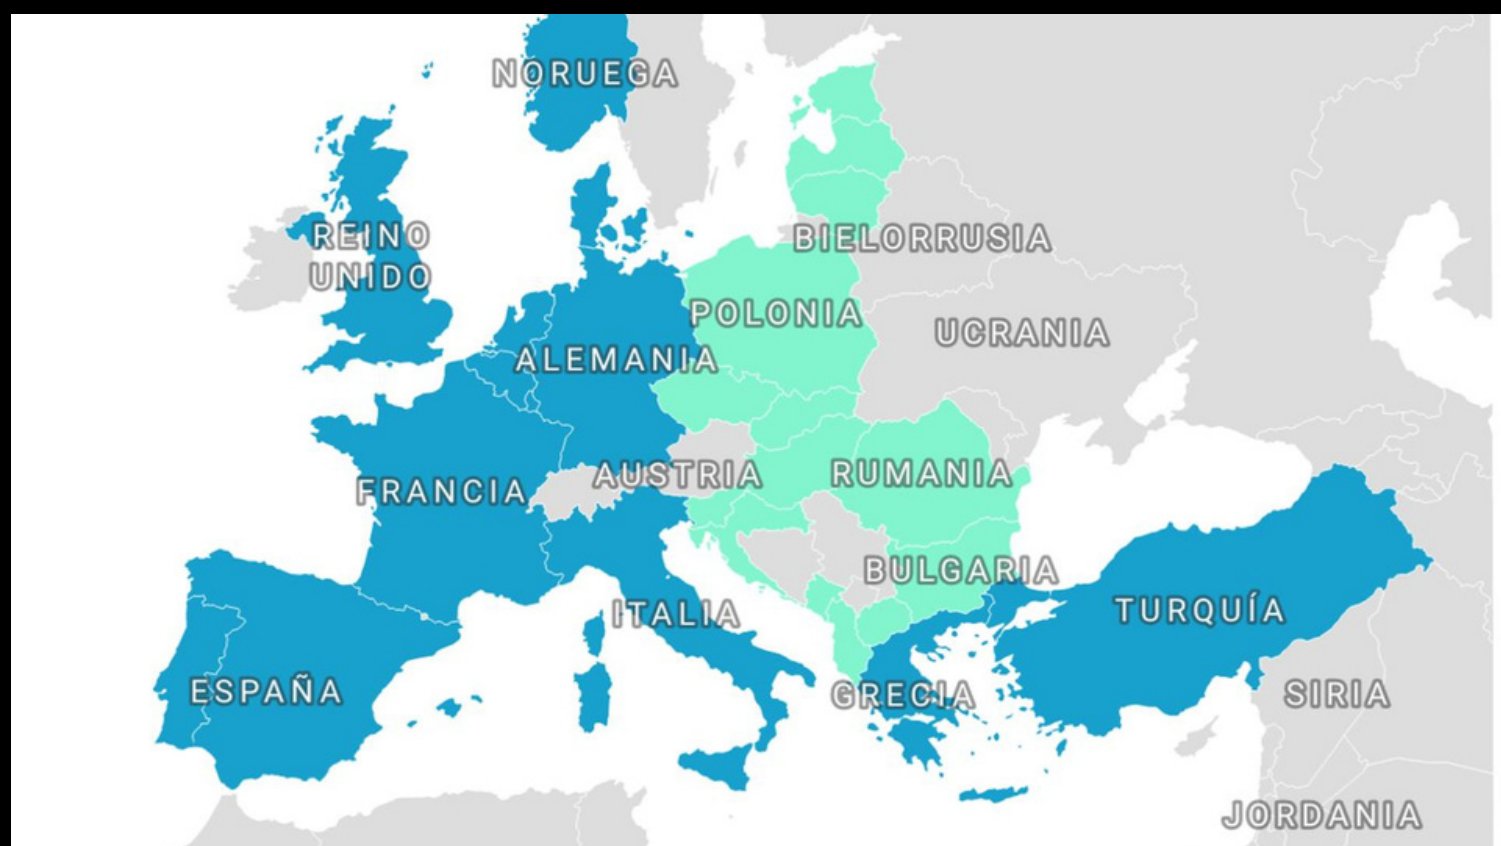 NORUEGA
REINO
UNIDO
BIELORRUSIA
POLONIA
UCRANIA
ALEMANIA
AUSTRIA
RUMANIA
FRANCIA
BULGARIA
ITALIA
TURQUÍA
ESPAÑA
GRECIA
SIRIA
JORDANIA